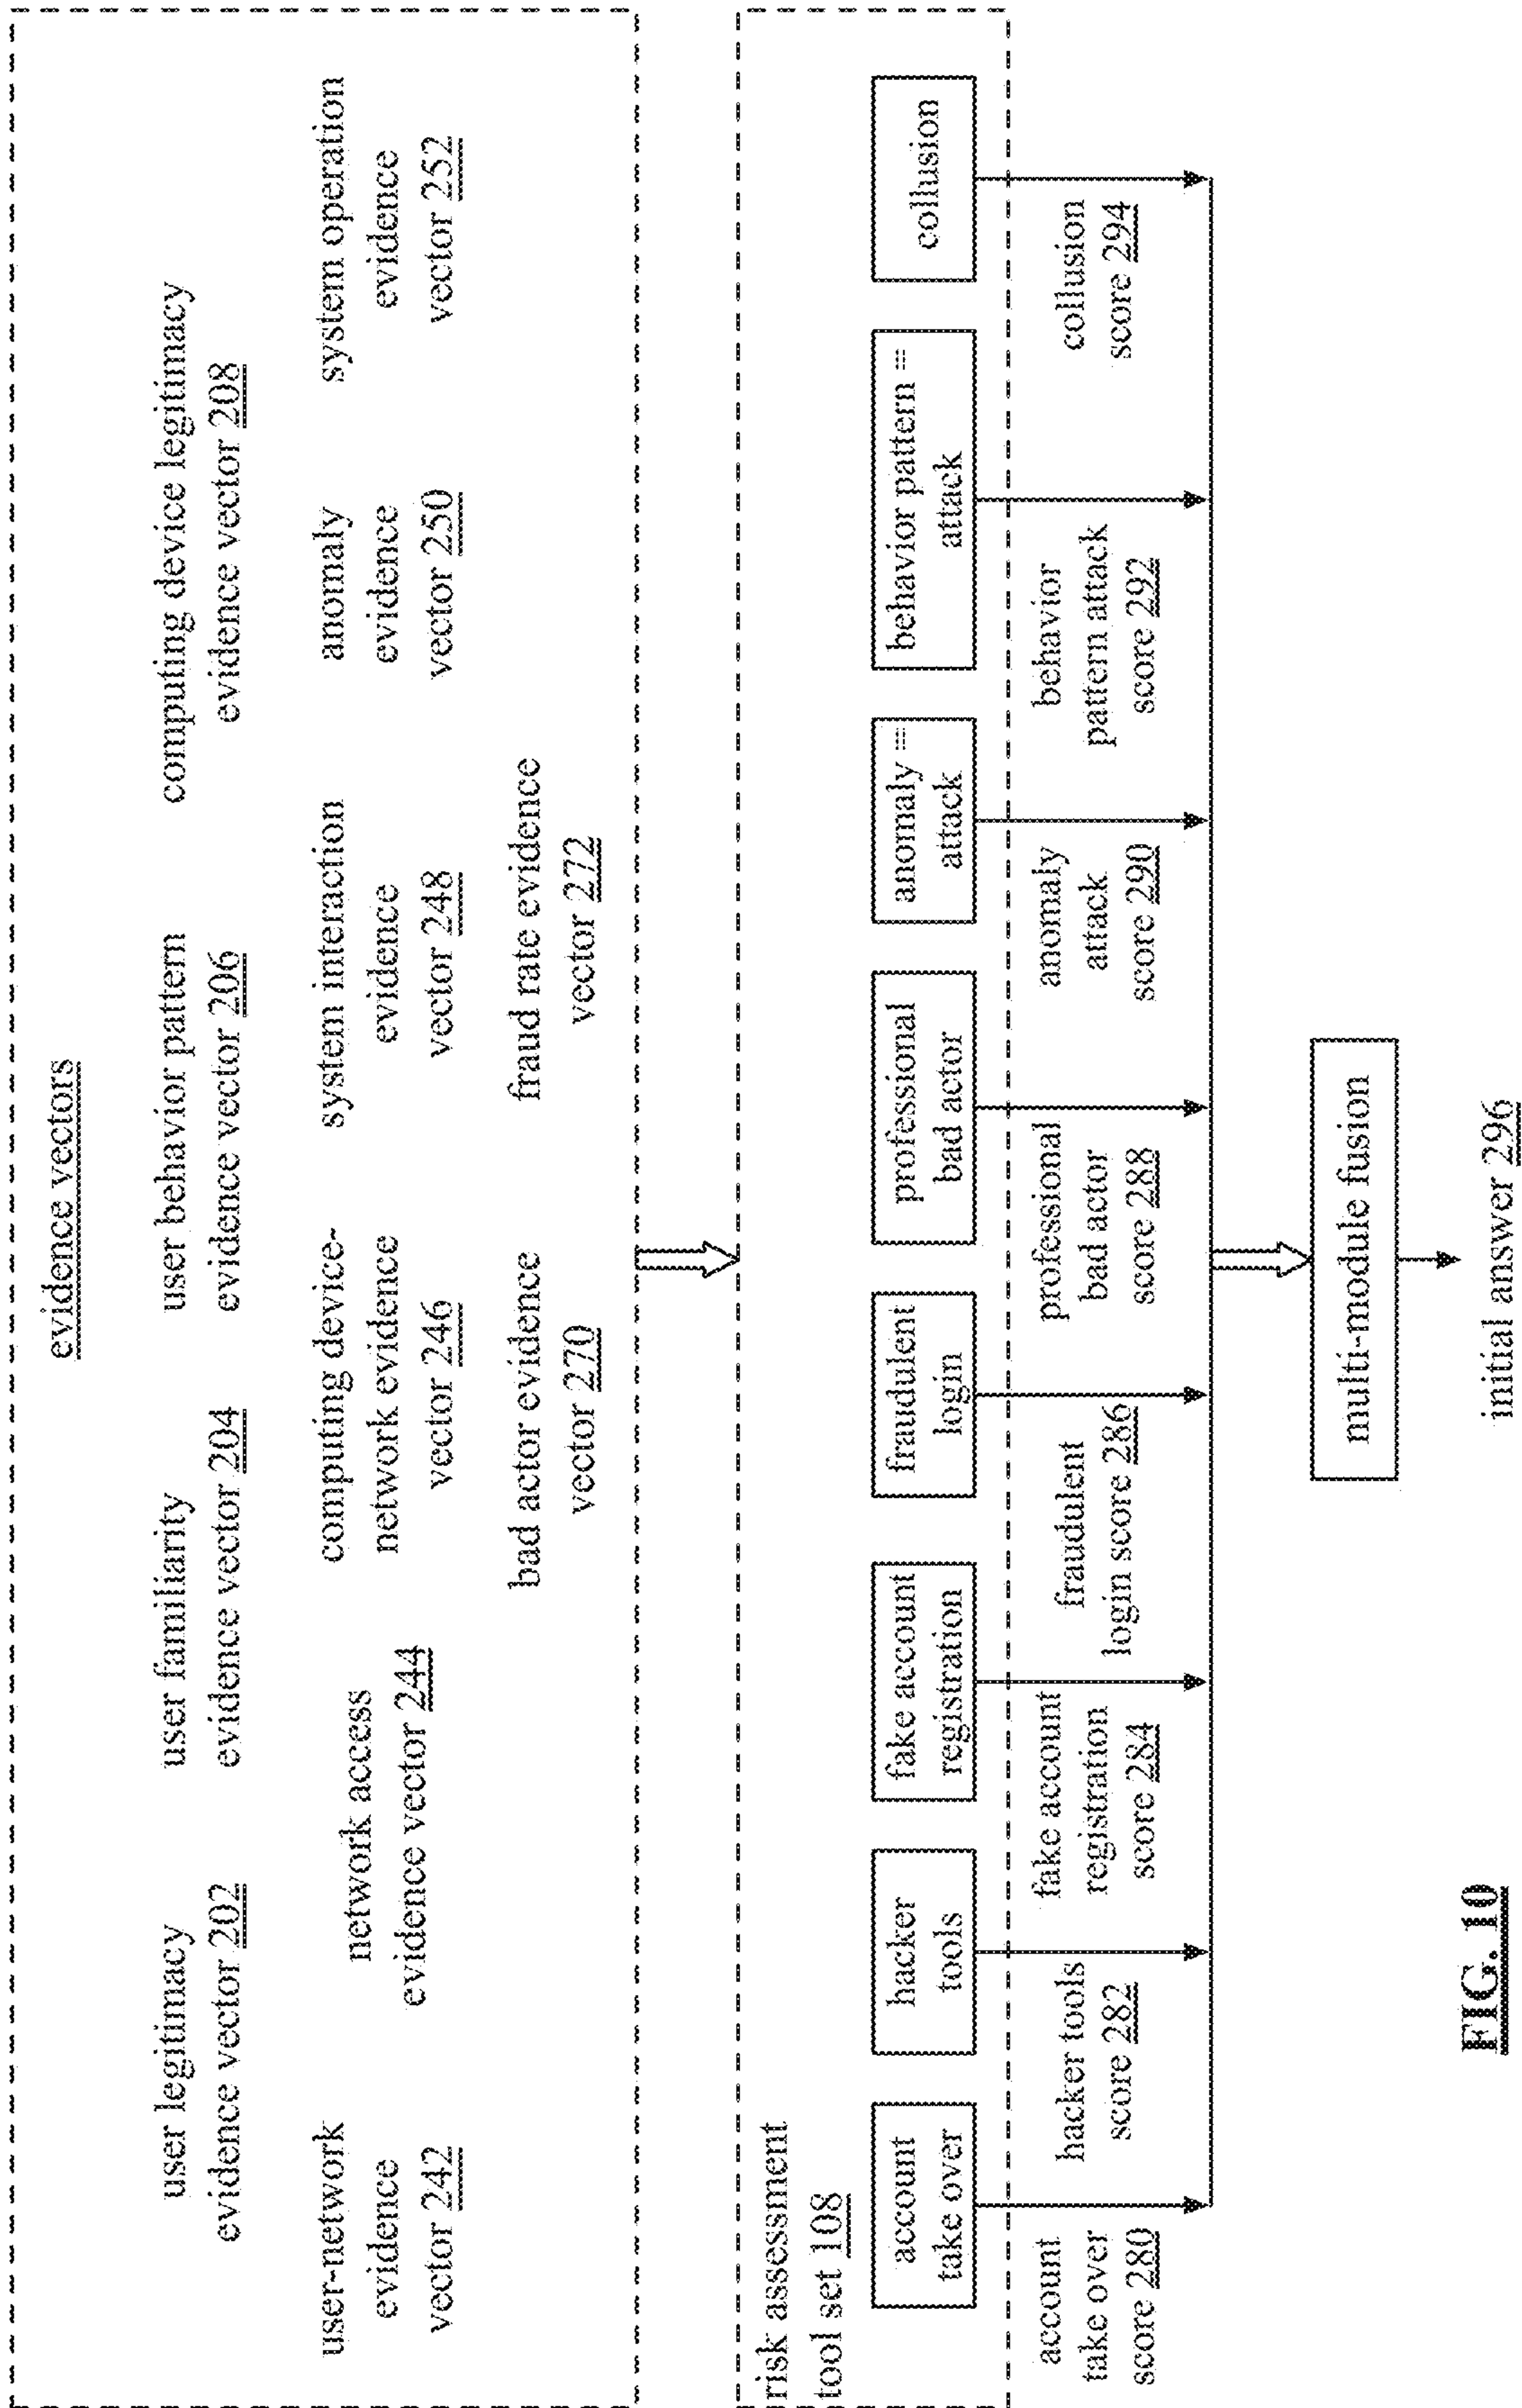 evidence vectors
user legitimacy
evidence vector 202
user familiarity
evidence vector 204
user behavior pattern
evidence vector 206
computing device legitimacy
evidence vector 208
user-network
evidence
vector 242
network access
evidence vector 244
computing device-
network evidence
vector 246
system interaction
evidence
vector 248
anomaly
evidence
vector 250
system operation
evidence
vector 252
bad actor evidence
vector 270
fraud rate evidence
vector 272
risk assessment
tool set 108
account
take over
hacker
tools
fake account
registration
fraudulent
login
professional
bad actor
anomaly =
attack
behavior pattern =
attack
collusion
account
take over
score 280
hacker tools
score 282
fake account
registration
score 284
fraudulent
login score 286
professional
bad actor
score 288
anomaly
attack
score 290
behavior
pattern attack
score 292
collusion
score 294
multi-module fusion
initial answer 296
FIG. 10